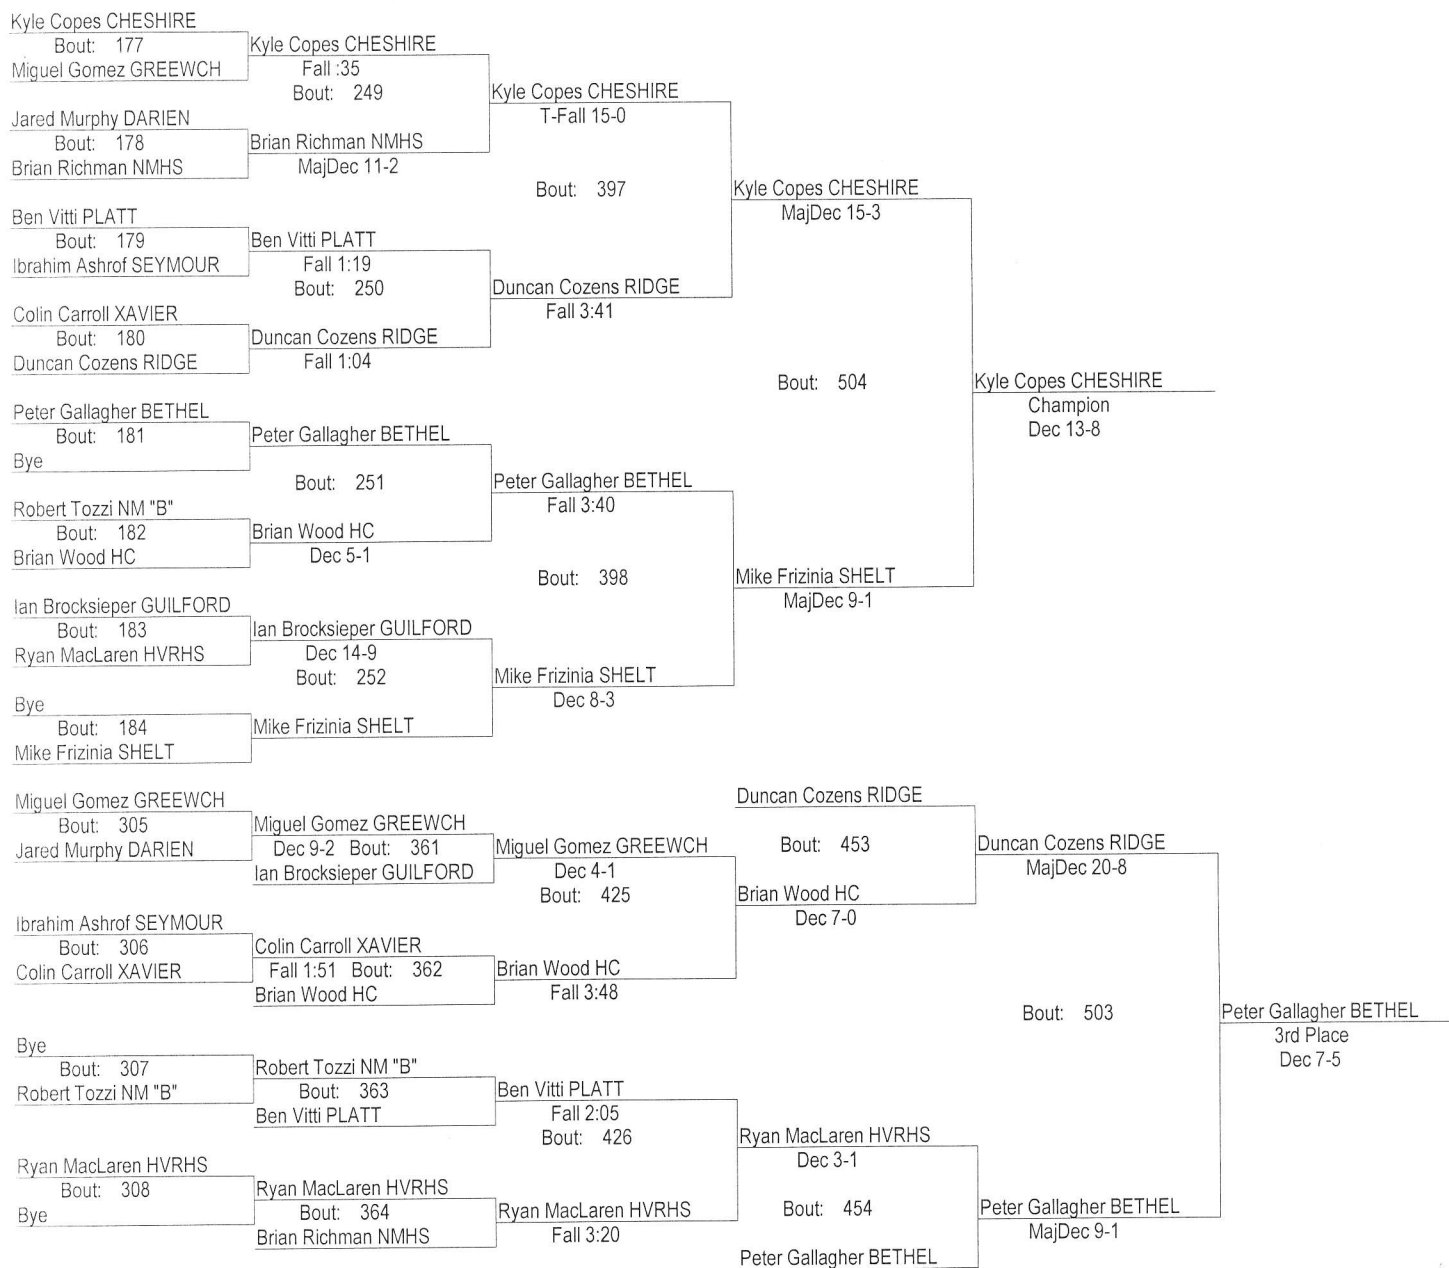 Kyle Copes CHESHIRE
Bout: 177
Miguel Gomez GREEWCH
Jared Murphy DARIEN
Bout: 178
Brian Richman NMHS
Ben Vitti PLATT
Bout: 179
Ibrahim Ashrof SEYMOUR
Colin Carroll XAVIER
Bout: 180
Duncan Cozens RIDGE
Peter Gallagher BETHEL
Bout: 181
Bye
Robert Tozzi NM "B"
Bout: 182
Brian Wood HC
Ian Brocksieper GUILFORD
Bout: 183
Ryan MacLaren HVRHS
Bye
Bout: 184
Mike Frizinia SHELT
Kyle Copes CHESHIRE
Fall :35
Bout: 249
Brian Richman NMHS
MajDec 11-2
Ben Vitti PLATT
Fall 1:19
Bout: 250
Duncan Cozens RIDGE
Fall 1:04
Peter Gallagher BETHEL
Bout: 251
Brian Wood HC
Dec 5-1
Ian Brocksieper GUILFORD
Dec 14-9
Bout: 252
Mike Frizinia SHELT
Kyle Copes CHESHIRE
T-Fall 15-0
Bout: 397
Duncan Cozens RIDGE
Fall 3:41
Peter Gallagher BETHEL
Fall 3:40
Bout: 398
Mike Frizinia SHELT
Dec 8-3
Kyle Copes CHESHIRE
MajDec 15-3
Bout: 504
Mike Frizinia SHELT
MajDec 9-1
Kyle Copes CHESHIRE
Champion
Dec 13-8
Miguel Gomez GREEWCH
Bout: 305
Jared Murphy DARIEN
Ibrahim Ashrof SEYMOUR
Bout: 306
Colin Carroll XAVIER
Bye
Bout: 307
Robert Tozzi NM "B"
Ryan MacLaren HVRHS
Bout: 308
Bye
Miguel Gomez GREEWCH
Dec 9-2 Bout: 361
Ian Brocksieper GUILFORD
Colin Carroll XAVIER
Fall 1:51 Bout: 362
Brian Wood HC
Robert Tozzi NM "B"
Bout: 363
Ben Vitti PLATT
Ryan MacLaren HVRHS
Bout: 364
Brian Richman NMHS
Miguel Gomez GREEWCH
Dec 4-1
Bout: 425
Brian Wood HC
Fall 3:48
Ben Vitti PLATT
Fall 2:05
Bout: 426
Ryan MacLaren HVRHS
Fall 3:20
Duncan Cozens RIDGE
Bout: 453
Brian Wood HC
Dec 7-0
Ryan MacLaren HVRHS
Dec 3-1
Bout: 454
Peter Gallagher BETHEL
Duncan Cozens RIDGE
MajDec 20-8
Bout: 503
Peter Gallagher BETHEL
MajDec 9-1
Peter Gallagher BETHEL
3rd Place
Dec 7-5